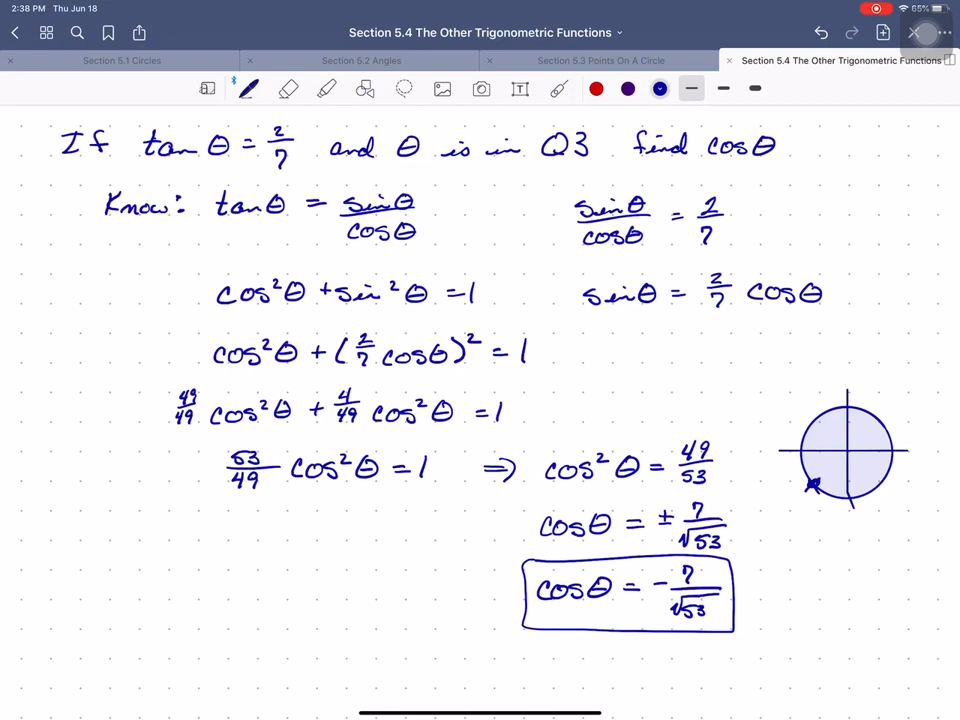 2:38 PM Thu Jun 18 65%
Section 5.4 The Other Trigonometric Functions
Section 5.1 Circles Section 5.2 Angles Section 5.3 Points On A Circle Section 5.4 The Other Trigonometric Functions
If tan θ = 2/7 and θ is in Q3 find cos θ
Know: tan θ = sin θ / cos θ
sin θ / cos θ = 2/7
cos²θ + sin²θ = 1
sin θ = 2/7 cos θ
cos²θ + (2/7 cos θ)² = 1
49/49 cos²θ + 4/49 cos²θ = 1
53/49 cos²θ = 1 ⇒ cos²θ = 49/53
cos θ = ± 7/√53
cos θ = - 7/√53